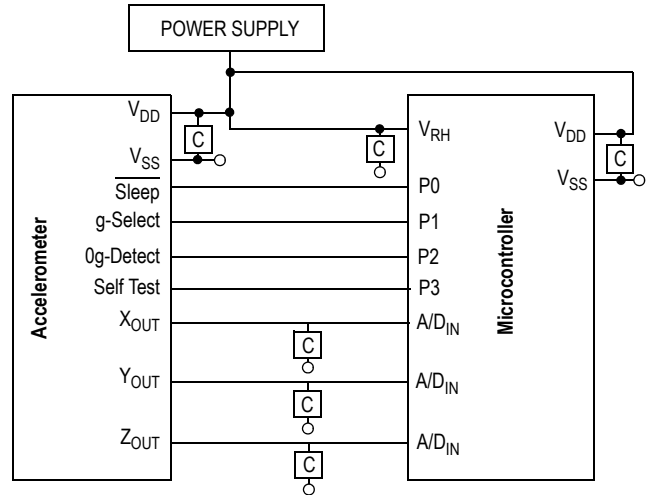 POWER SUPPLY
Accelerometer
V_DD
C
V_SS
Sleep
g-Select
0g-Detect
Self Test
X_OUT
C
Y_OUT
C
Z_OUT
C
Microcontroller
C
V_RH
P0
P1
P2
P3
A/D_IN
A/D_IN
A/D_IN
V_DD
C
V_SS